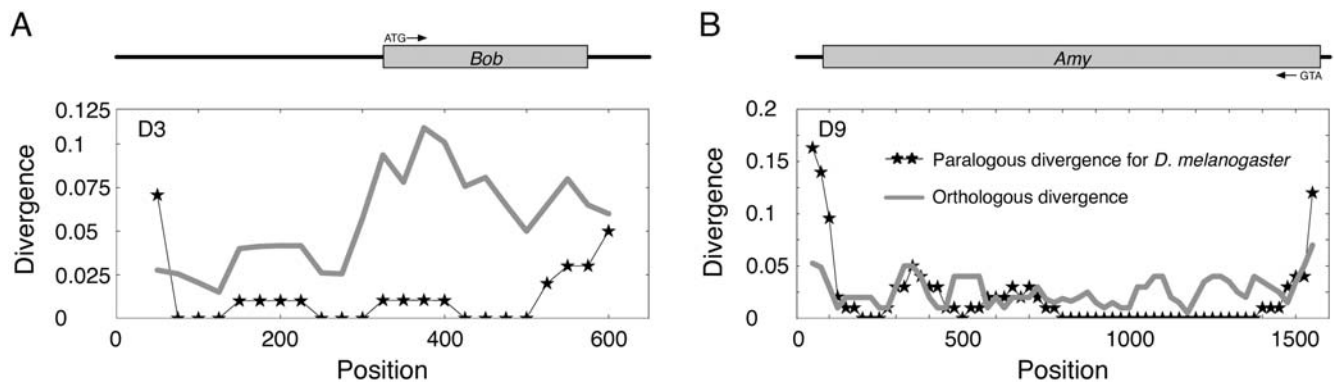 A
ATG
Bob
0.125
0.1
0.075
0.05
0.025
0
D3
Divergence
0
200
400
600
Position
B
Amy
GTA
0.2
0.15
0.1
0.05
0
D9
Paralogous divergence for D. melanogaster
Orthologous divergence
Divergence
0
500
1000
1500
Position